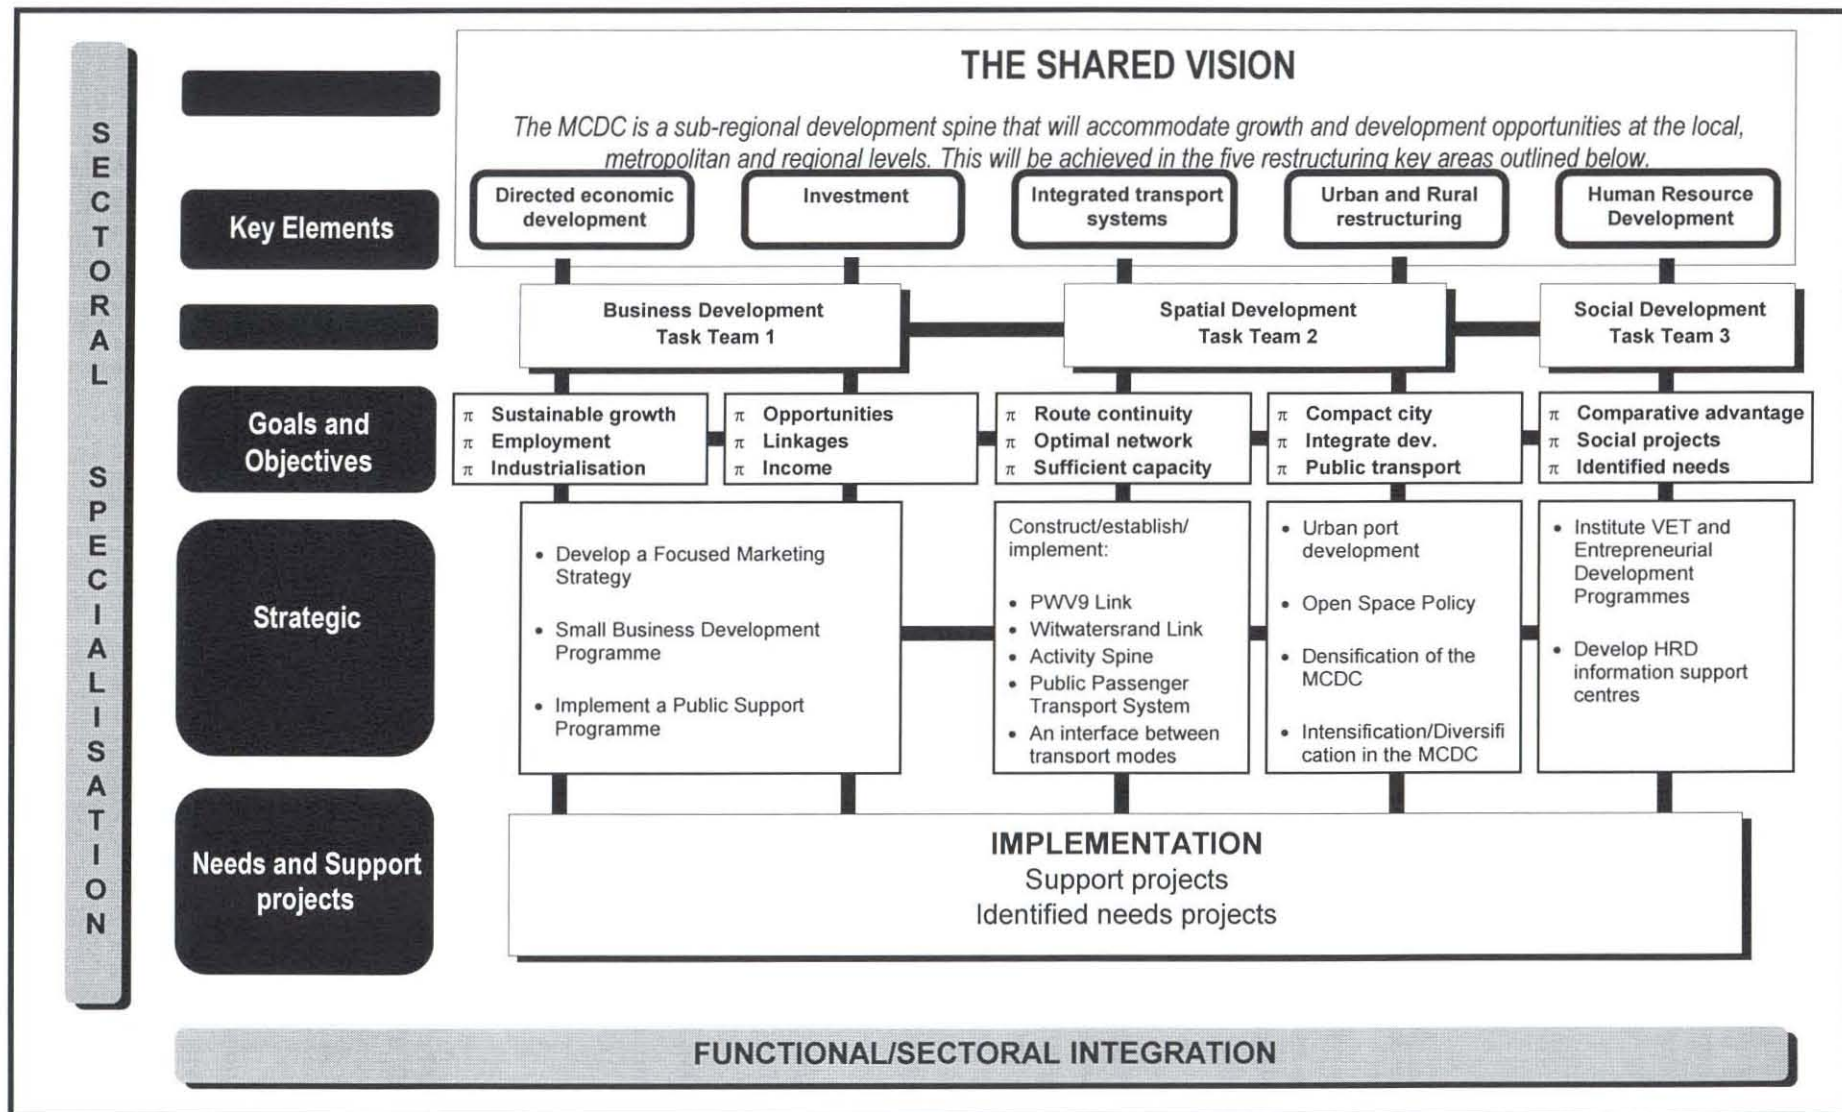 SECTORAL SPECIALISATION
THE SHARED VISION
The MCDC is a sub-regional development spine that will accommodate growth and development opportunities at the local,
metropolitan and regional levels. This will be achieved in the five restructuring key areas outlined below.
Key Elements
Directed economic
development
Investment
Integrated transport
systems
Urban and Rural
restructuring
Human Resource
Development
Business Development
Task Team 1
Spatial Development
Task Team 2
Social Development
Task Team 3
Goals and
Objectives
π Sustainable growth
π Employment
π Industrialisation
π Opportunities
π Linkages
π Income
π Route continuity
π Optimal network
π Sufficient capacity
π Compact city
π Integrate dev.
π Public transport
π Comparative advantage
π Social projects
π Identified needs
Strategic
• Develop a Focused Marketing
Strategy
• Small Business Development
Programme
• Implement a Public Support
Programme
Construct/establish/
implement:
• PWV9 Link
• Witwatersrand Link
• Activity Spine
• Public Passenger
Transport System
• An interface between
transport modes
• Urban port
development
• Open Space Policy
• Densification of the
MCDC
• Intensification/Diversifi
cation in the MCDC
• Institute VET and
Entrepreneurial
Development
Programmes
• Develop HRD
information support
centres
Needs and Support
projects
IMPLEMENTATION
Support projects
Identified needs projects
FUNCTIONAL/SECTORAL INTEGRATION